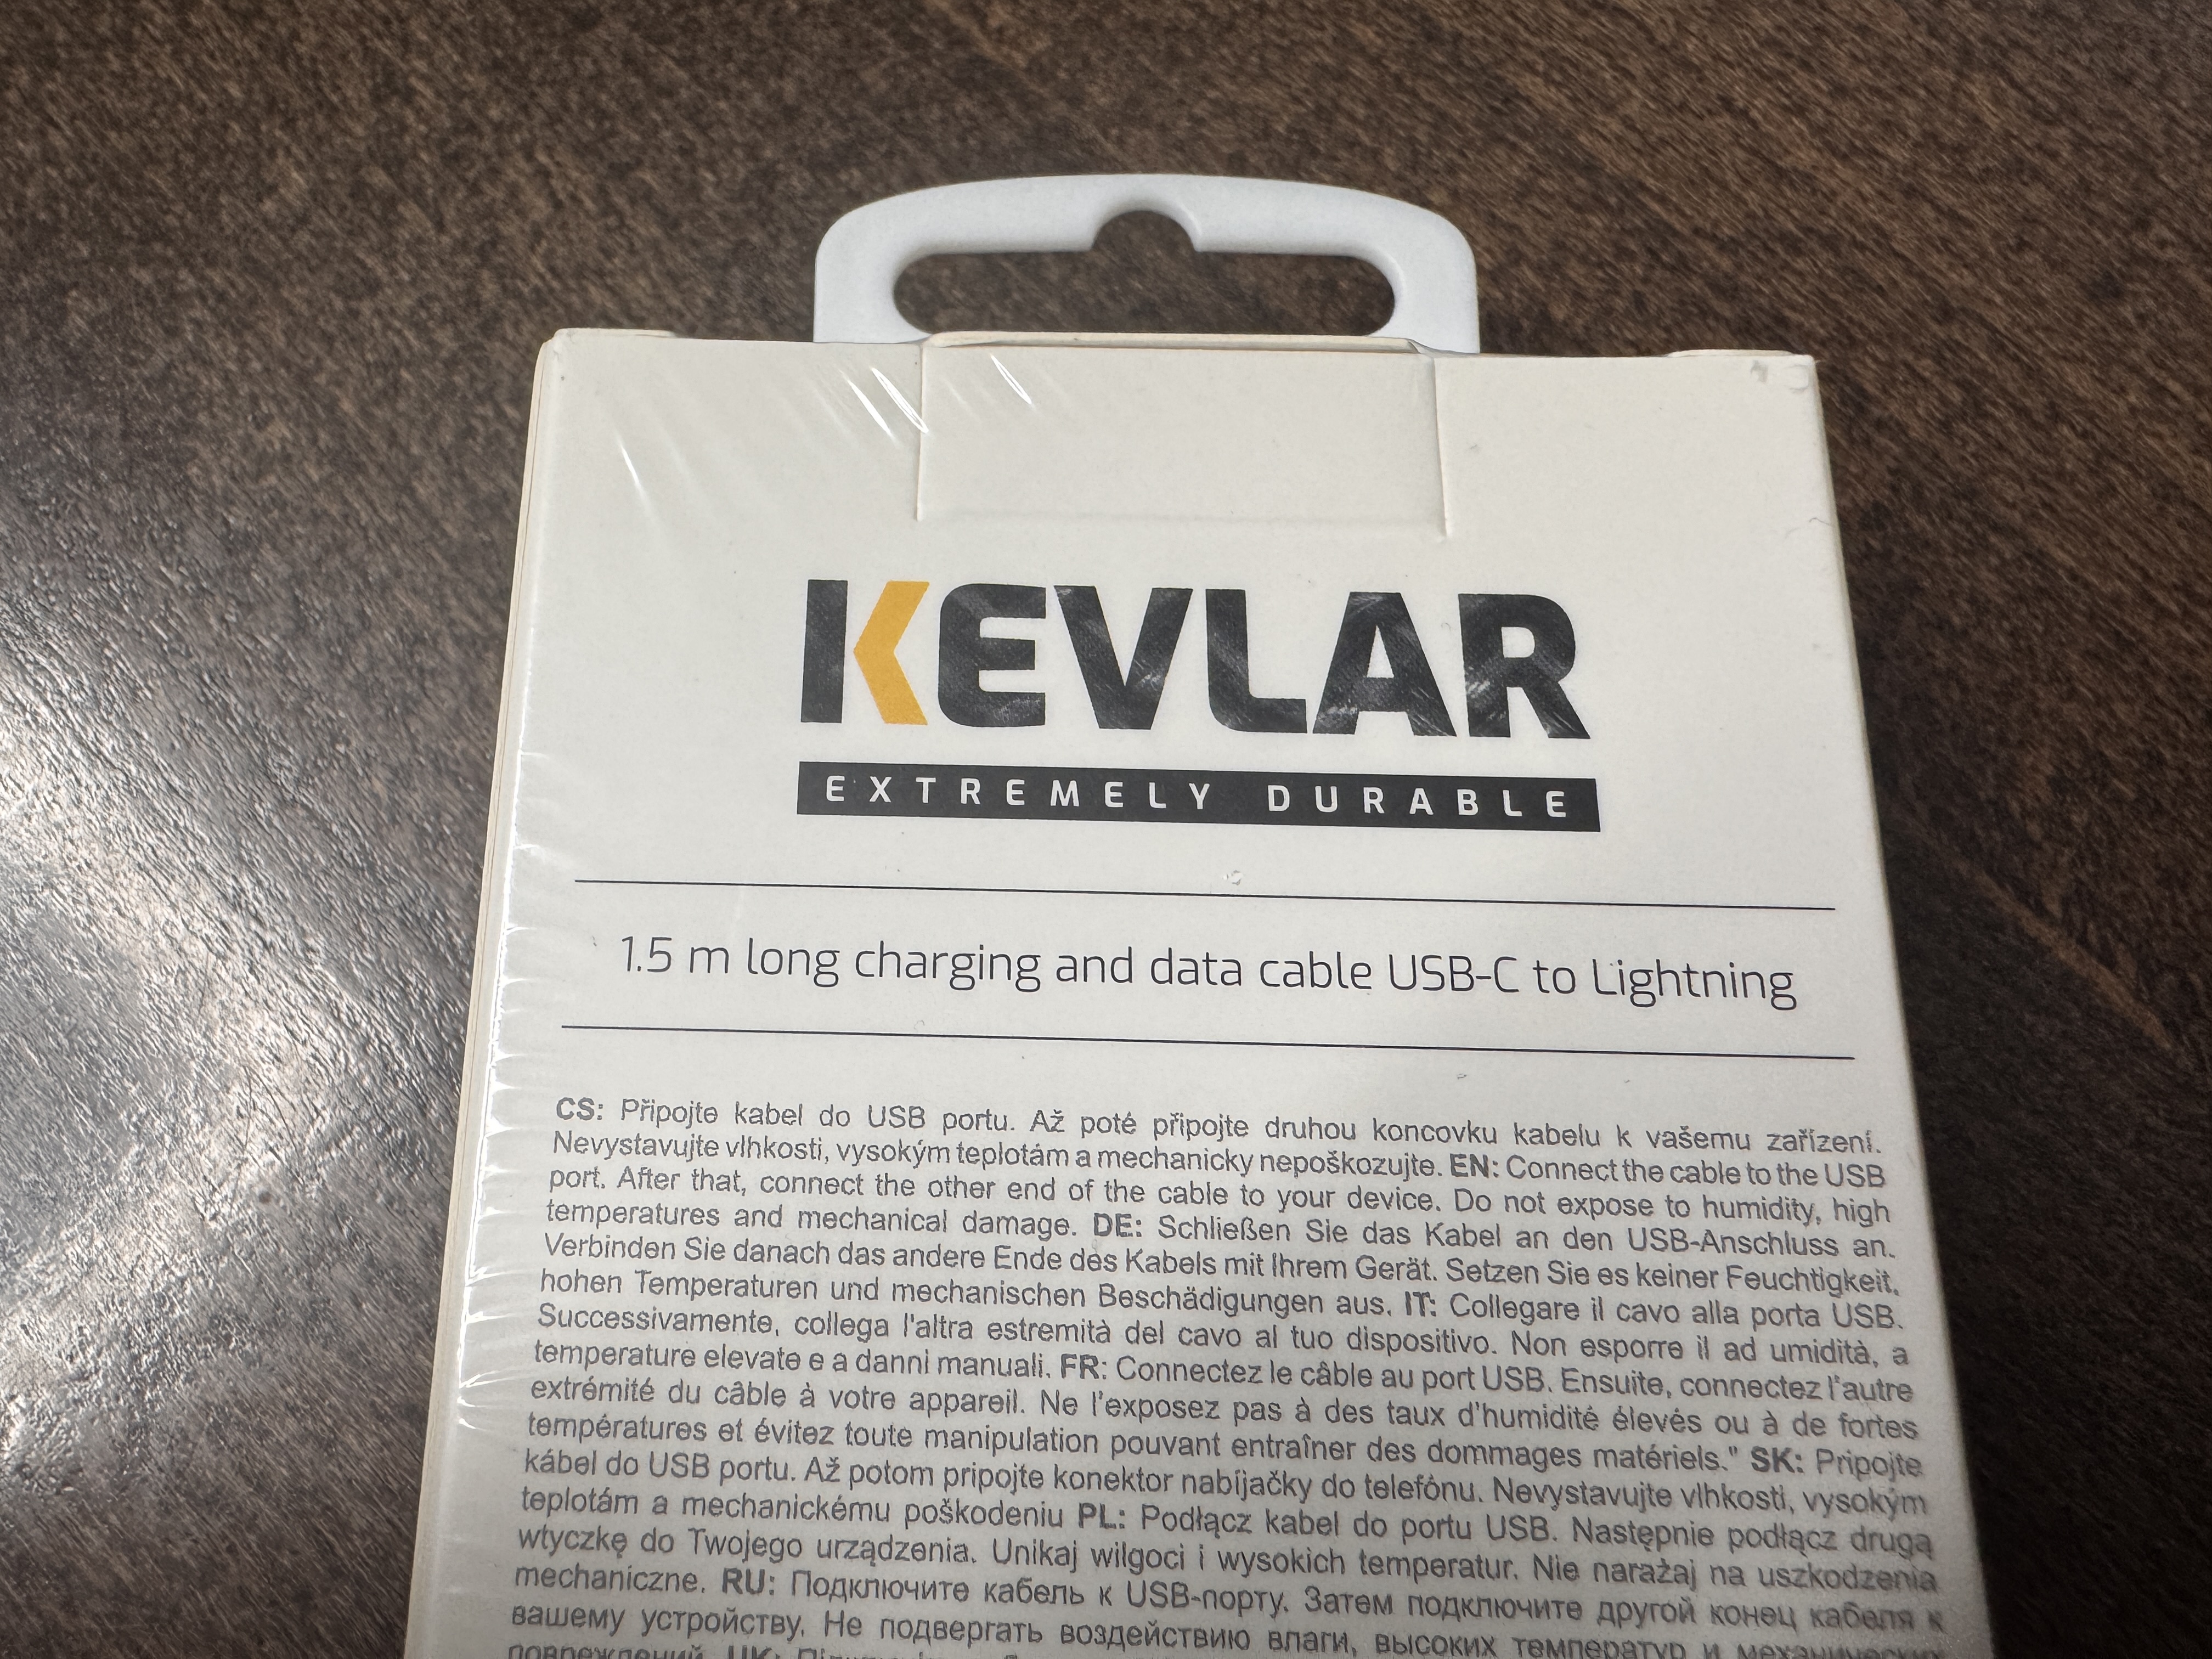 KEVLAR
EXTREMELY DURABLE
1.5 m long charging and data cable USB-C to Lightning
CS: Připojte kabel do USB portu. Až poté připojte druhou koncovku kabelu k vašemu zařízení.
Nevystavujte vlhkosti, vysokým teplotám a mechanicky nepoškozujte. EN: Connect the cable to the USB
port. After that, connect the other end of the cable to your device. Do not expose to humidity, high
temperatures and mechanical damage. DE: Schließen Sie das Kabel an den USB-Anschluss an.
Verbinden Sie danach das andere Ende des Kabels mit Ihrem Gerät. Setzen Sie es keiner Feuchtigkeit,
hohen Temperaturen und mechanischen Beschädigungen aus. IT: Collegare il cavo alla porta USB.
Successivamente, collega l'altra estremità del cavo al tuo dispositivo. Non esporre il ad umidità, a
temperature elevate e a danni manuali. FR: Connectez le câble au port USB. Ensuite, connectez l'autre
extrémité du câble à votre appareil. Ne l'exposez pas à des taux d'humidité élevés ou à de fortes
températures et évitez toute manipulation pouvant entraîner des dommages matériels." SK: Pripojte
kábel do USB portu. Až potom pripojte konektor nabíjačky do telefónu. Nevystavujte vlhkosti, vysokým
teplotám a mechanickému poškodeniu PL: Podłącz kabel do portu USB. Następnie podłącz drugą
wtyczkę do Twojego urządzenia. Unikaj wilgoci i wysokich temperatur. Nie narażaj na uszkodzenia
mechaniczne. RU: Подключите кабель к USB-порту. Затем подключите другой конец кабеля к
вашему устройству. Не подвергать воздействию влаги, высоких температур и механических
повреждений. UK: